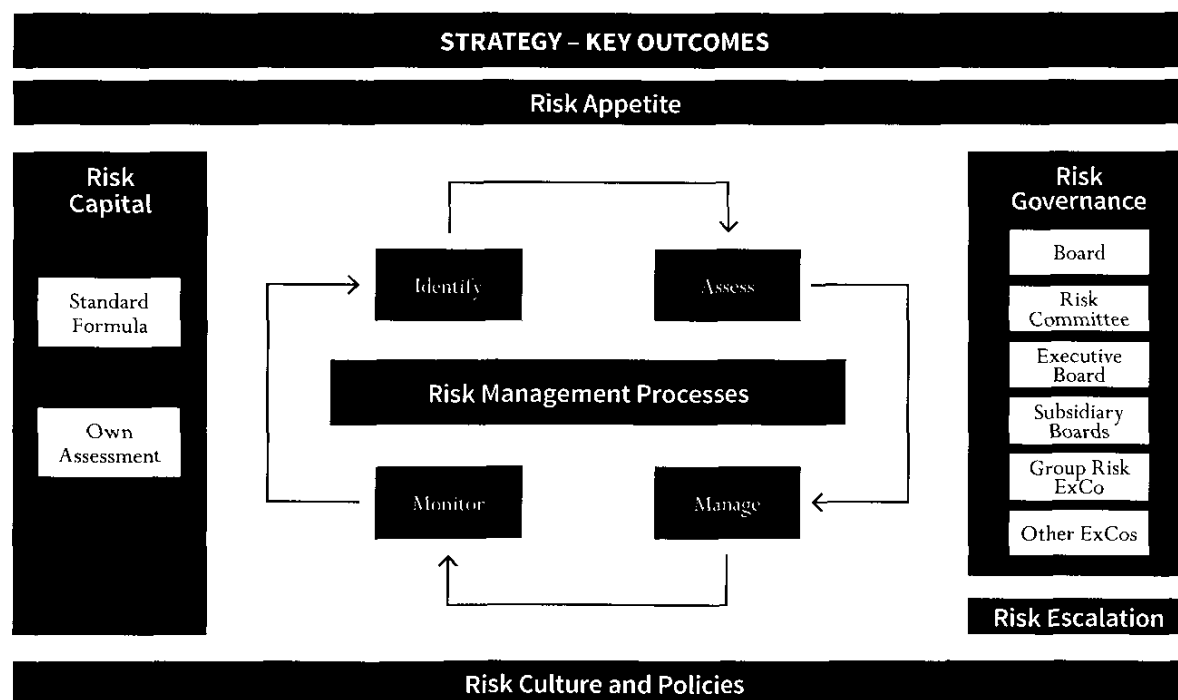 STRATEGY – KEY OUTCOMES
Risk Appetite
Risk
Capital
Standard
Formula
Own
Assessment
Identify
Assess
Risk Management Processes
Monitor
Manage
Risk
Governance
Board
Risk
Committee
Executive
Board
Subsidiary
Boards
Group Risk
ExCo
Other ExCos
Risk Escalation
Risk Culture and Policies